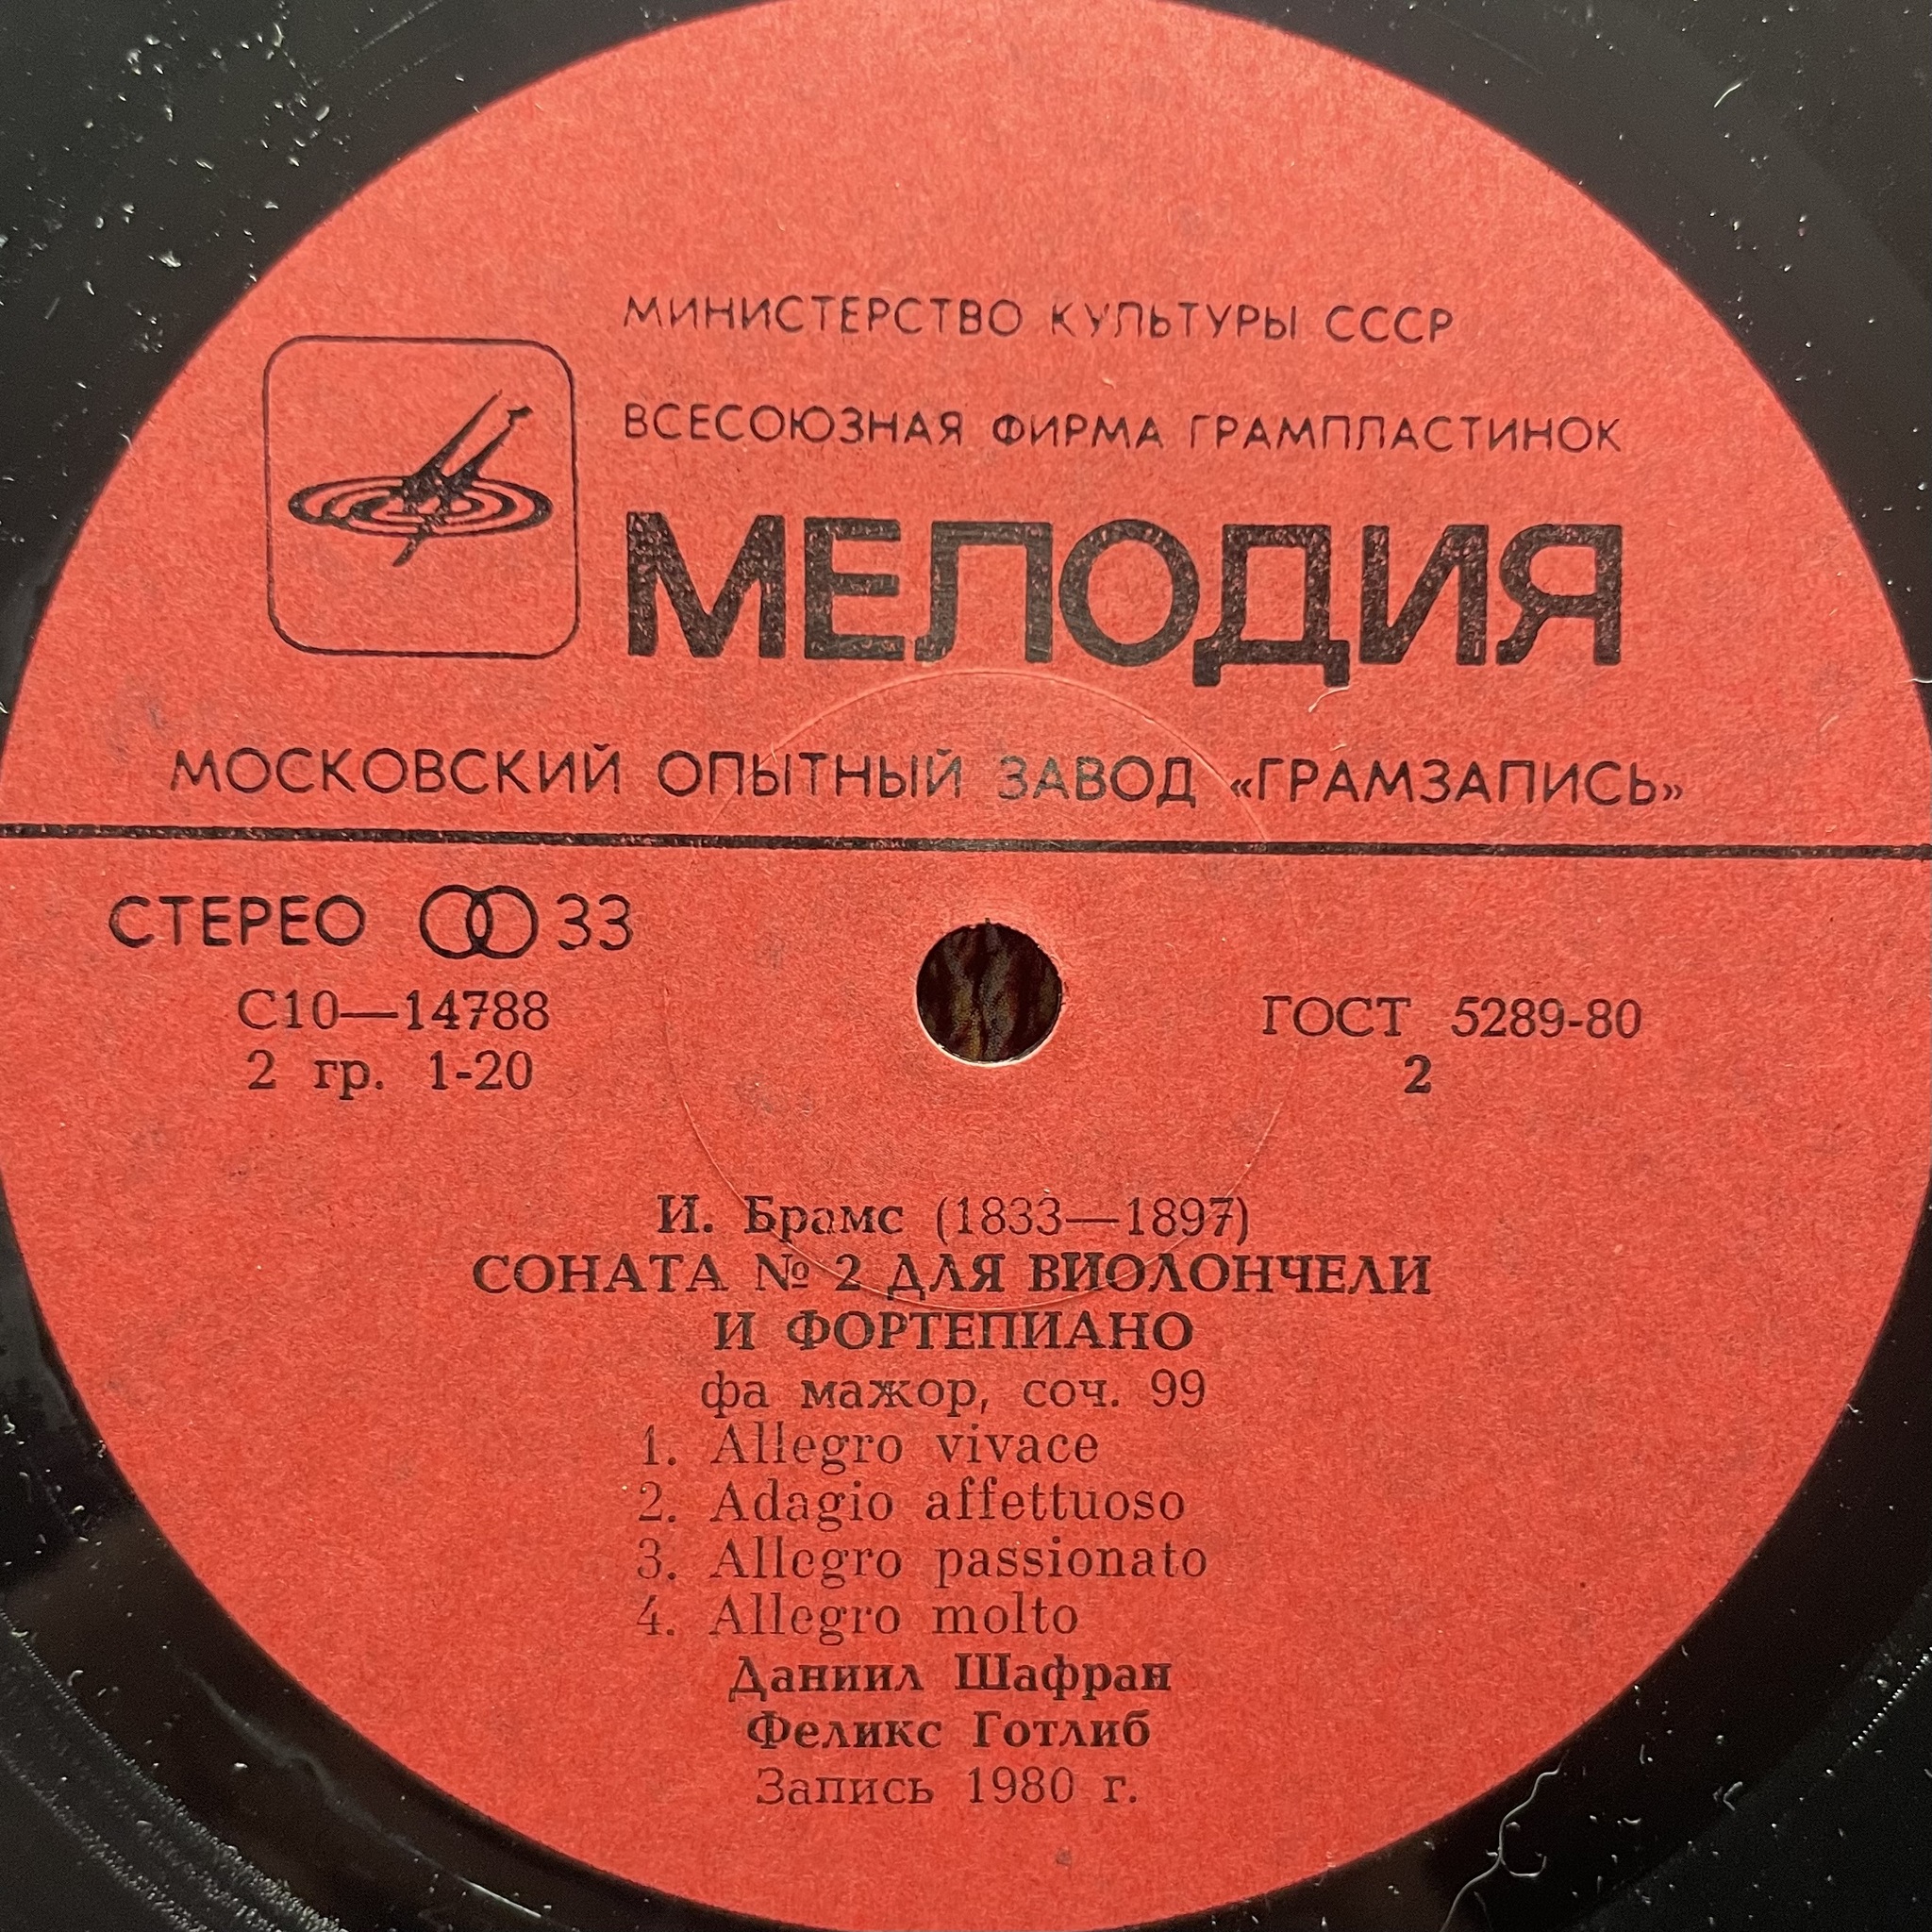 МИНИСТЕРСТВО КУЛЬТУРЫ СССР
ВСЕСОЮЗНАЯ ФИРМА ГРАМПЛАСТИНОК
МЕЛОДИЯ
МОСКОВСКИЙ ОПЫТНЫЙ ЗАВОД «ГРАМЗАПИСЬ»
СТЕРЕО 33
С10—14788
2 гр. 1-20
ГОСТ 5289-80
2
И. Брамс (1833—1897)
СОНАТА № 2 ДЛЯ ВИОЛОНЧЕЛИ
И ФОРТЕПИАНО
фа мажор, соч. 99
1. Allegro vivace
2. Adagio affettuoso
3. Allegro passionato
4. Allegro molto
Даниил Шафран
Феликс Готлиб
Запись 1980 г.